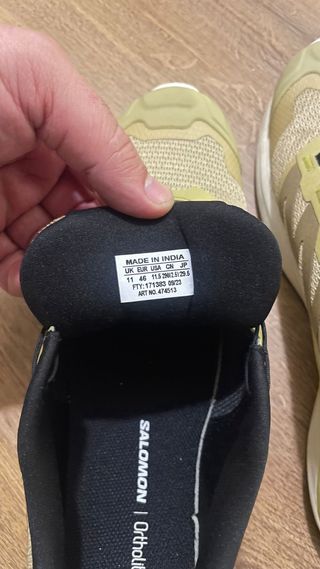 MADE IN INDIA
UK EUR USA CN JP
11 46 11.5 296(2.5) 29.5
FTY:171383 09/23
ART NO.474513
SALOMON | Ortholit